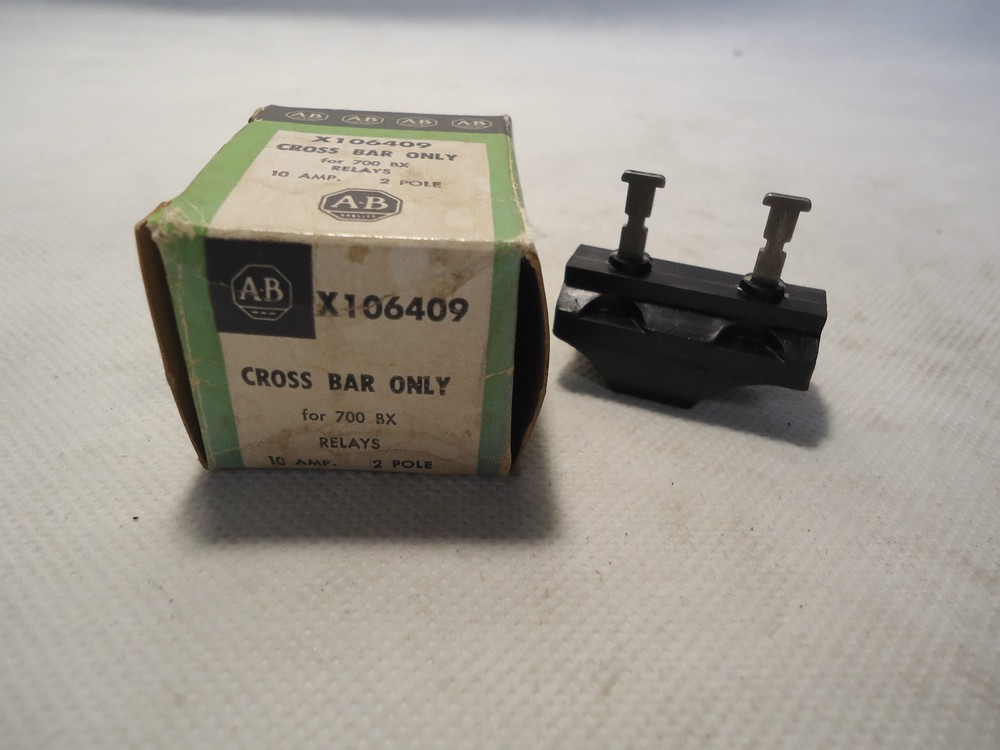 A-B A-B A-B A-B
X106409
CROSS BAR ONLY
for 700 BX
RELAYS
10 AMP. 2 POLE
A-B
A-B
X106409
CROSS BAR ONLY
for 700 BX
RELAYS
10 AMP. 2 POLE